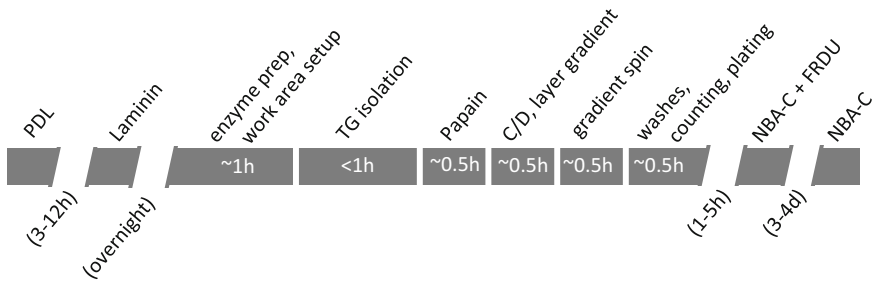 PDL
Laminin
enzyme prep,
work area setup
TG isolation
Papain
C/D, layer gradient
gradient spin
washes,
counting, plating
NBA-C + FRDU
NBA-C
~1h
<1h
~0.5h
~0.5h
~0.5h
~0.5h
(3-12h)
(overnight)
(1-5h)
(3-4d)